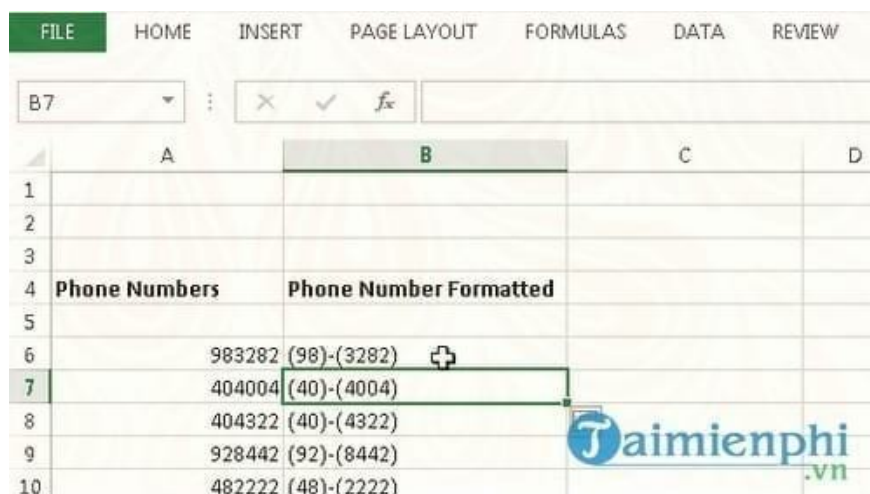 FILE HOME INSERT PAGE LAYOUT FORMULAS DATA REVIEW
B7 fx
A B C D
1
2
3
4 Phone Numbers Phone Number Formatted
5
6 983282 (98)-(3282)
7 404004 (40)-(4004)
8 404322 (40)-(4322)
9 928442 (92)-(8442)
10 482222 (48)-(2222)
Taimienphi
.vn